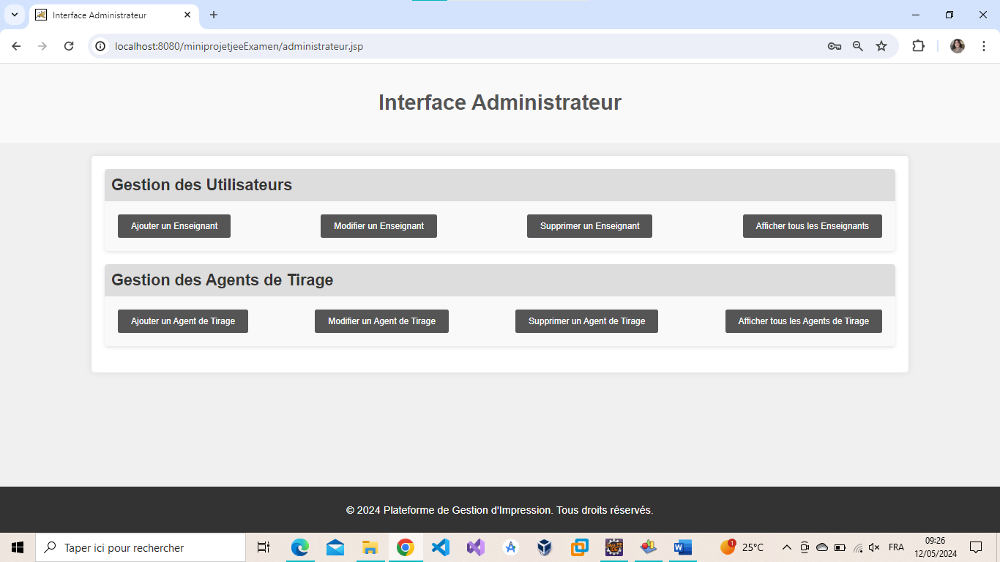 Interface Administrateur
localhost:8080/miniprojetjeeExamen/administrateur.jsp
Interface Administrateur
Gestion des Utilisateurs
Ajouter un Enseignant Modifier un Enseignant Supprimer un Enseignant Afficher tous les Enseignants
Gestion des Agents de Tirage
Ajouter un Agent de Tirage Modifier un Agent de Tirage Supprimer un Agent de Tirage Afficher tous les Agents de Tirage
© 2024 Plateforme de Gestion d'Impression. Tous droits réservés.
Taper ici pour rechercher 1 25°C FRA 09:26
12/05/2024